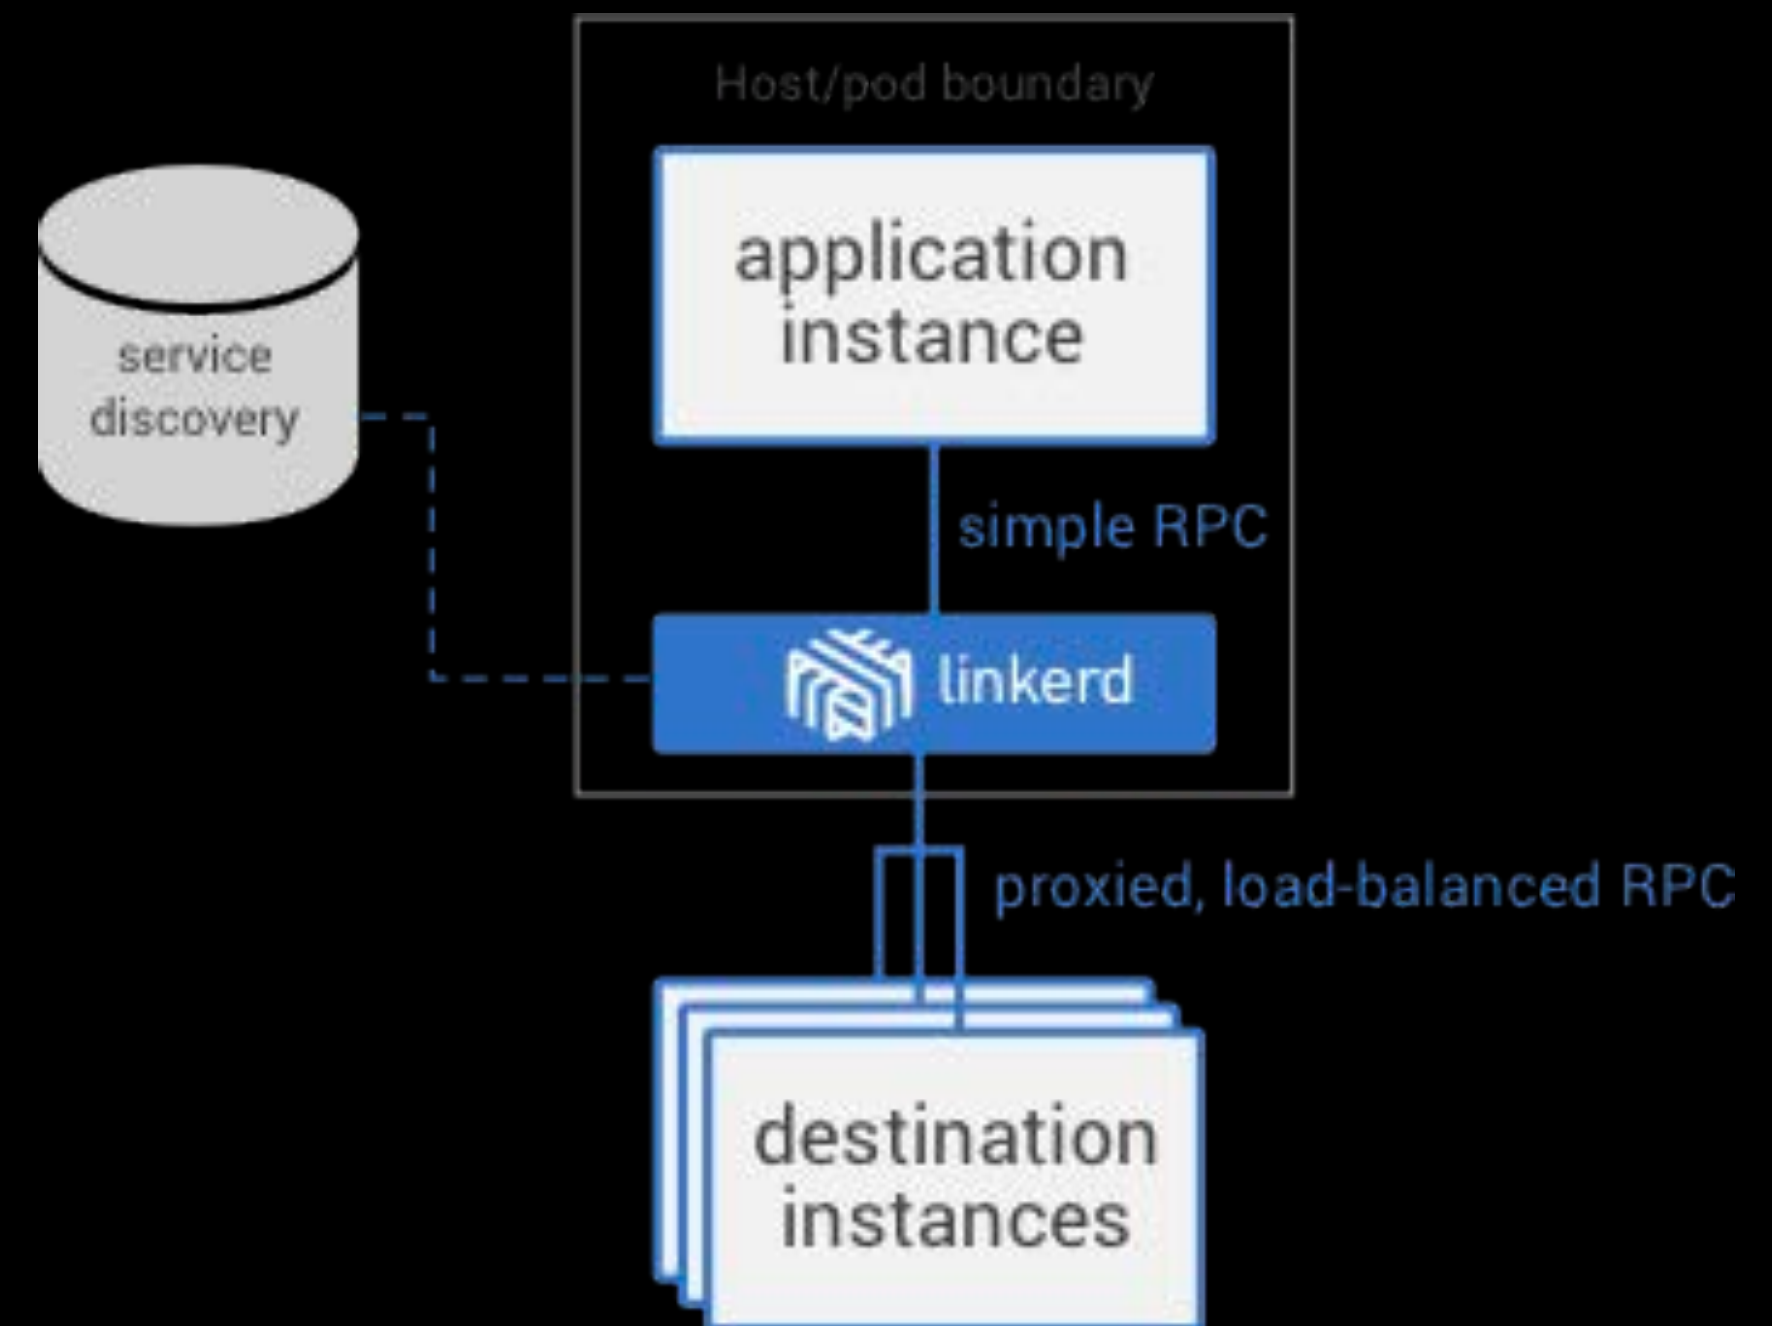 Host/pod boundary
application
instance
service
discovery
simple RPC
linkerd
proxied, load-balanced RPC
destination
instances